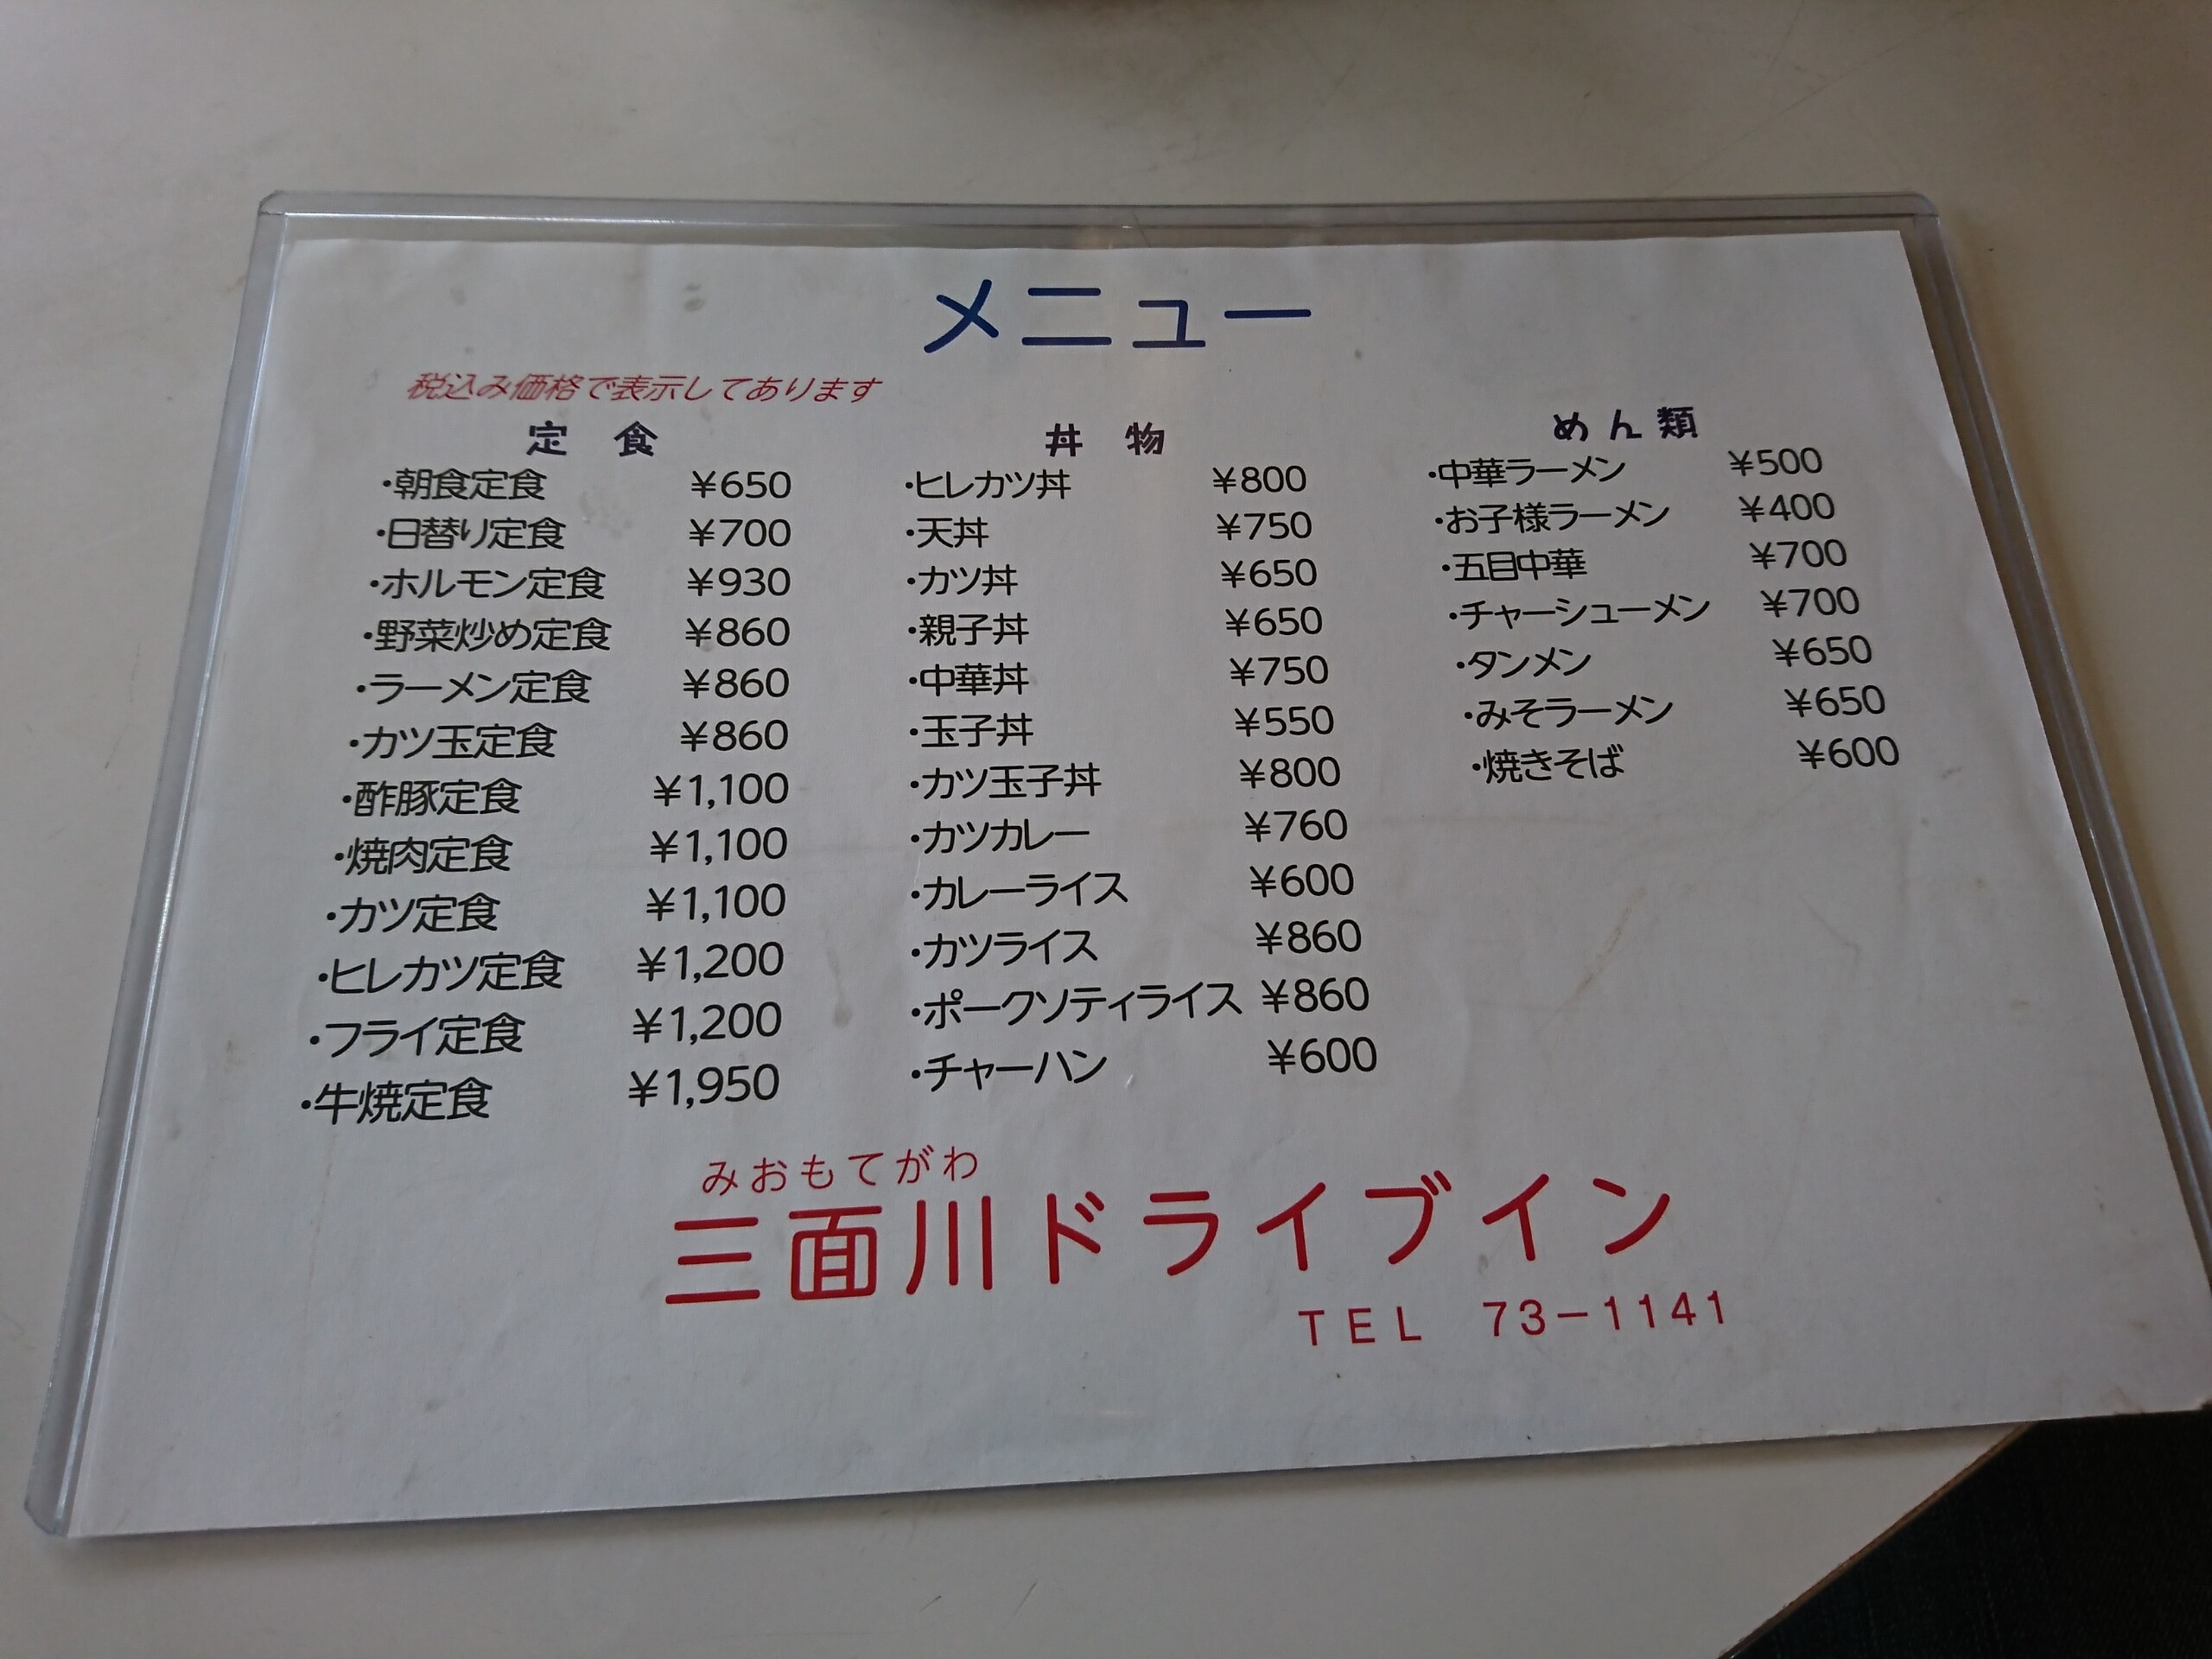 メニュー
税込み価格で表示してあります
定食
・朝食定食 ¥650
・日替り定食 ¥700
・ホルモン定食 ¥930
・野菜炒め定食 ¥860
・ラーメン定食 ¥860
・カツ玉定食 ¥860
・酢豚定食 ¥1,100
・焼肉定食 ¥1,100
・カツ定食 ¥1,100
・ヒレカツ定食 ¥1,200
・フライ定食 ¥1,200
・牛焼定食 ¥1,950
丼物
・ヒレカツ丼 ¥800
・天丼 ¥750
・カツ丼 ¥650
・親子丼 ¥650
・中華丼 ¥750
・玉子丼 ¥550
・カツ玉子丼 ¥800
・カツカレー ¥760
・カレーライス ¥600
・カツライス ¥860
・ポークソティライス ¥860
・チャーハン ¥600
めん類
・中華ラーメン ¥500
・お子様ラーメン ¥400
・五目中華 ¥700
・チャーシューメン ¥700
・タンメン ¥650
・みそラーメン ¥650
・焼きそば ¥600
みおもてがわ
三面川ドライブイン
TEL 73-1141